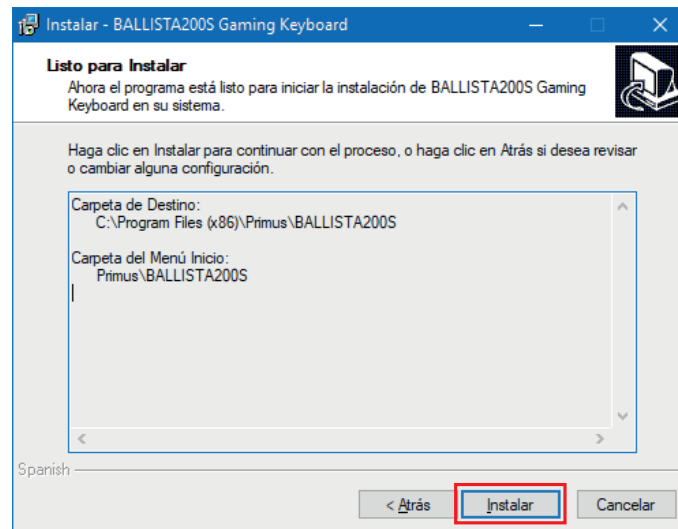 Instalar - BALLISTA200S Gaming Keyboard
Listo para Instalar
Ahora el programa está listo para iniciar la instalación de BALLISTA200S Gaming
Keyboard en su sistema.
Haga clic en Instalar para continuar con el proceso, o haga clic en Atrás si desea revisar
o cambiar alguna configuración.
Carpeta de Destino:
C:\Program Files (x86)\Primus\BALLISTA200S
Carpeta del Menú Inicio:
Primus\BALLISTA200S
Spanish
< Atrás
Instalar
Cancelar